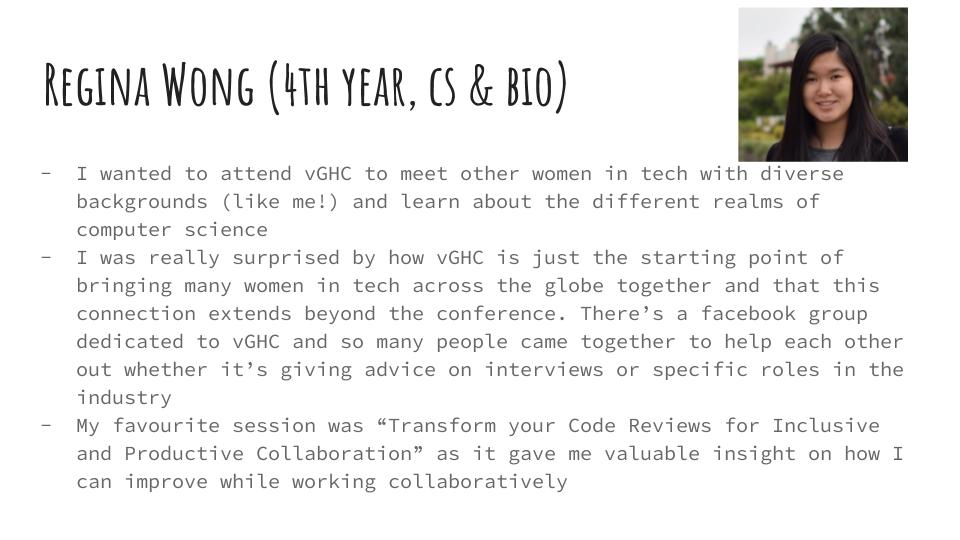 Regina Wong (4th year, CS & BIO)
- I wanted to attend vGHC to meet other women in tech with diverse
backgrounds (like me!) and learn about the different realms of
computer science
- I was really surprised by how vGHC is just the starting point of
bringing many women in tech across the globe together and that this
connection extends beyond the conference. There’s a facebook group
dedicated to vGHC and so many people came together to help each other
out whether it’s giving advice on interviews or specific roles in the
industry
- My favourite session was “Transform your Code Reviews for Inclusive
and Productive Collaboration” as it gave me valuable insight on how I
can improve while working collaboratively